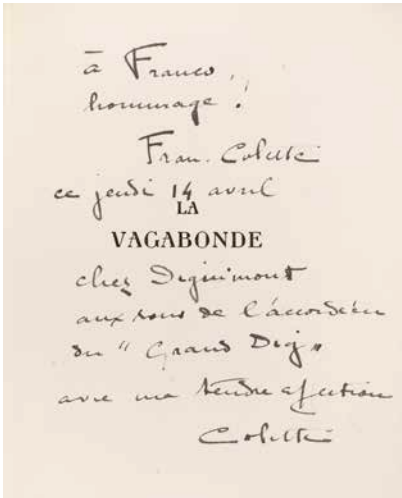 à Franco,
hommage !
Fran. Colette
ce jeudi 14 avril
LA
VAGABONDE
chez Diguimont
aux sons de l'accordéon
du "Grand Dig"
avec ma tendre affection
Colette